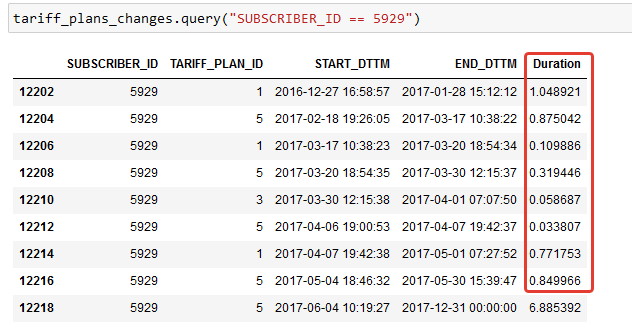 tariff_plans_changes.query("SUBSCRIBER_ID == 5929")
SUBSCRIBER_ID TARIFF_PLAN_ID START_DTTM END_DTTM Duration
12202 5929 1 2016-12-27 16:58:57 2017-01-28 15:12:12 1.048921
12204 5929 5 2017-02-18 19:26:05 2017-03-17 10:38:22 0.875042
12206 5929 1 2017-03-17 10:38:23 2017-03-20 18:54:34 0.109886
12208 5929 5 2017-03-20 18:54:35 2017-03-30 12:15:37 0.319446
12210 5929 3 2017-03-30 12:15:38 2017-04-01 07:07:50 0.058687
12212 5929 5 2017-04-06 19:00:53 2017-04-07 19:42:37 0.033807
12214 5929 1 2017-04-07 19:42:38 2017-05-01 07:27:52 0.771753
12216 5929 5 2017-05-04 18:46:32 2017-05-30 15:39:47 0.849966
12218 5929 5 2017-06-04 10:19:27 2017-12-31 00:00:00 6.885392